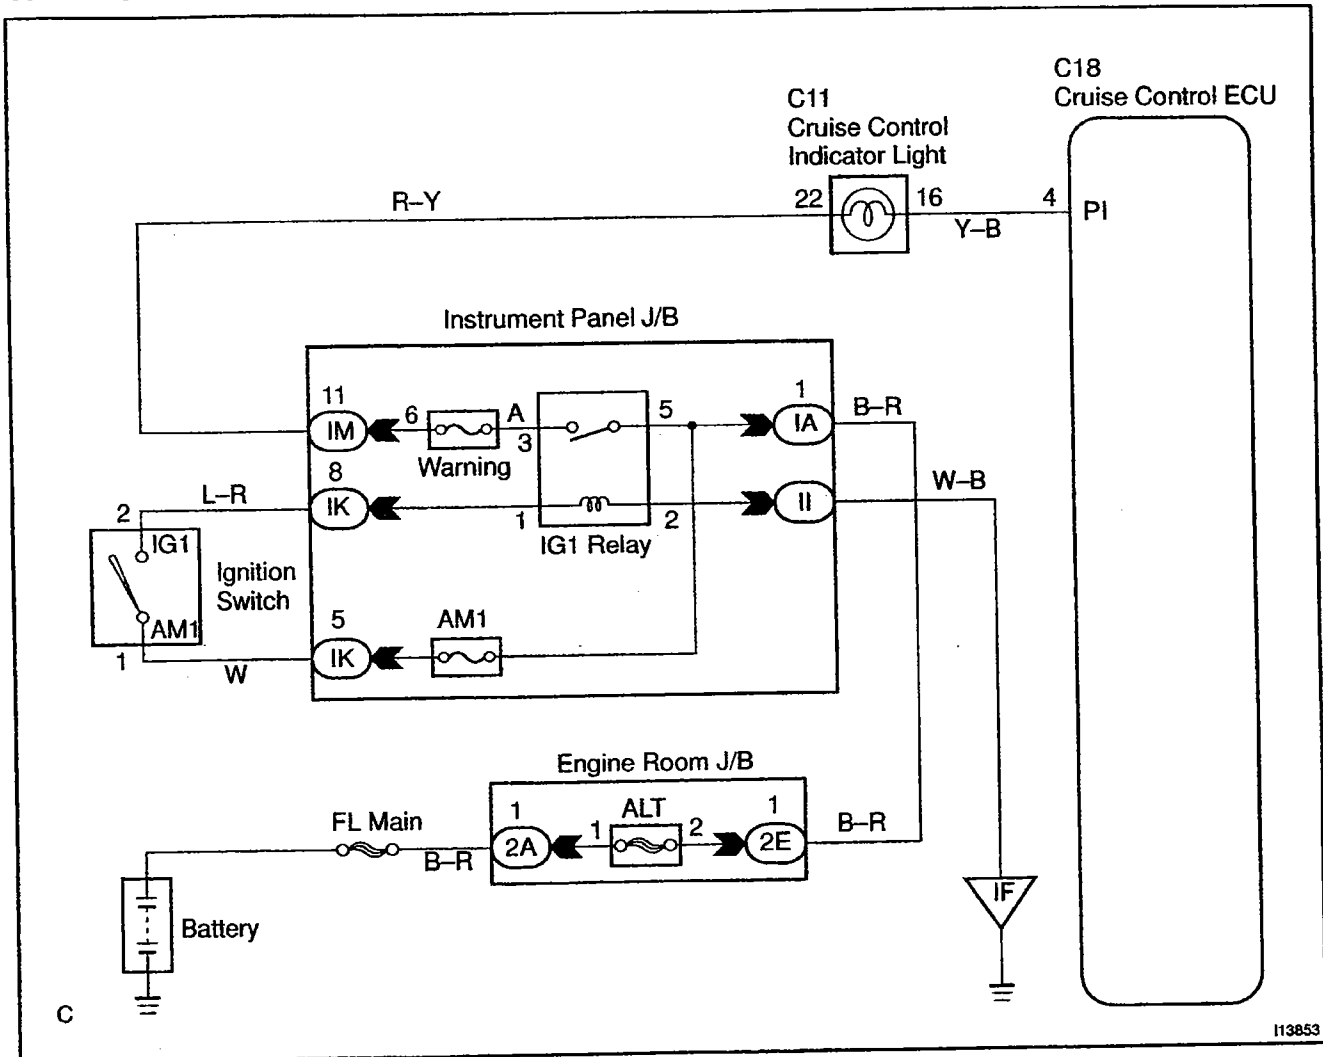 C18
Cruise Control ECU
C11
Cruise Control
Indicator Light
R–Y
22
16
Y–B
4
PI
Instrument Panel J/B
11
IM
6
Warning
A
3
5
1
IA
B–R
8
IK
L–R
1
2
IG1 Relay
II
W–B
2
IG1
Ignition
Switch
AM1
1
W
5
IK
AM1
Engine Room J/B
FL Main
B–R
1
2A
1
ALT
2
1
2E
B–R
Battery
IF
C
I13853